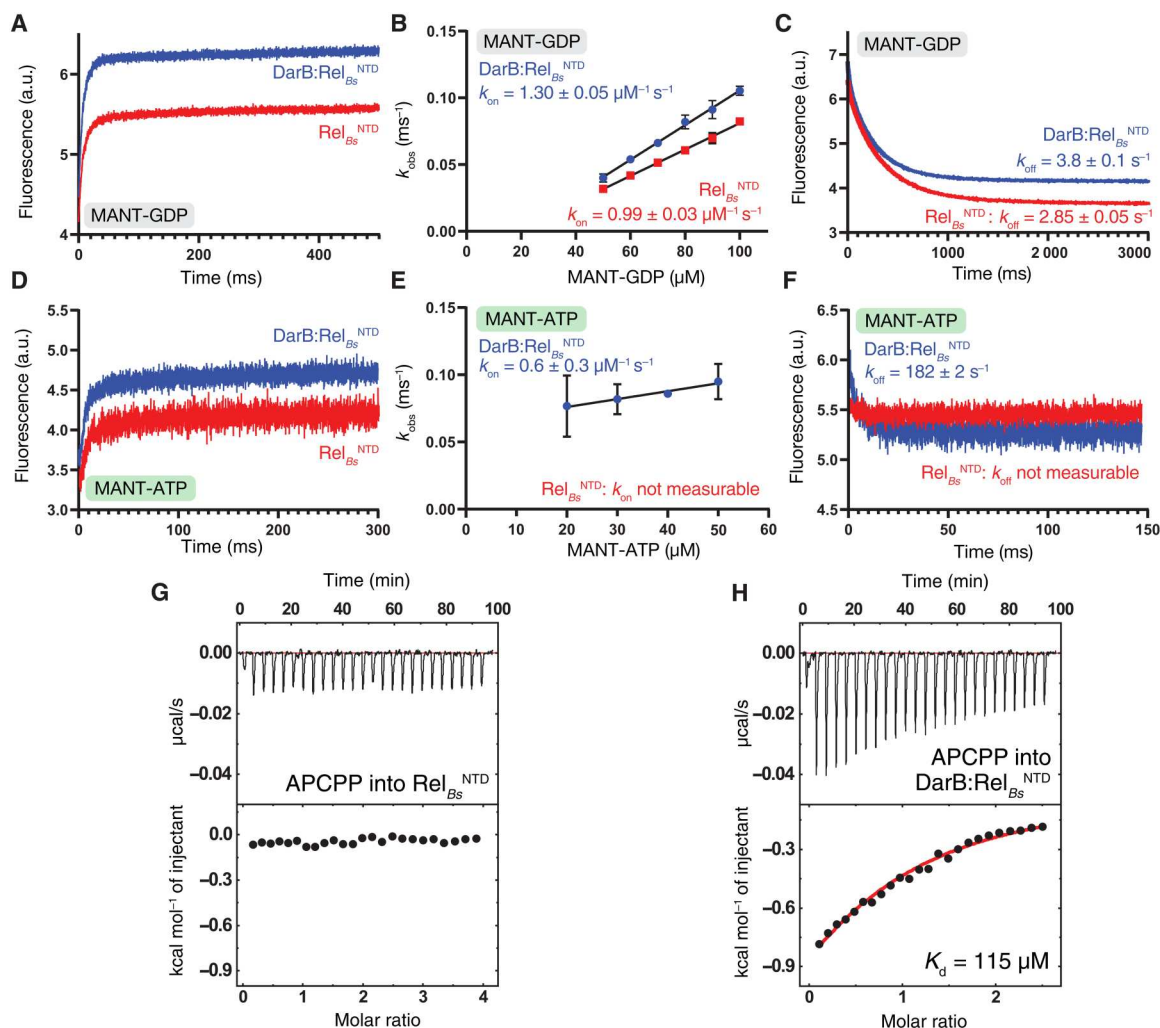 A
Fluorescence (a.u.)
6
5
4
DarB:Rel_Bs^NTD
Rel_Bs^NTD
MANT-GDP
0 200 400
Time (ms)
B
k_obs (ms⁻¹)
0.15
0.10
0.05
0.00
MANT-GDP
DarB:Rel_Bs^NTD
k_on = 1.30 ± 0.05 µM⁻¹ s⁻¹
Rel_Bs^NTD
k_on = 0.99 ± 0.03 µM⁻¹ s⁻¹
0 20 40 60 80 100
MANT-GDP (µM)
C
Fluorescence (a.u.)
7
6
5
4
3
MANT-GDP
DarB:Rel_Bs^NTD
k_off = 3.8 ± 0.1 s⁻¹
Rel_Bs^NTD: k_off = 2.85 ± 0.05 s⁻¹
0 1000 2 000 3000
Time (ms)
D
Fluorescence (a.u.)
5.5
5.0
4.5
4.0
3.5
3.0
DarB:Rel_Bs^NTD
Rel_Bs^NTD
MANT-ATP
0 100 200 300
Time (ms)
E
k_obs (ms⁻¹)
0.15
0.10
0.05
0.00
MANT-ATP
DarB:Rel_Bs^NTD
k_on = 0.6 ± 0.3 µM⁻¹ s⁻¹
Rel_Bs^NTD: k_on not measurable
0 10 20 30 40 50 60
MANT-ATP (µM)
F
Fluorescence (a.u.)
6.5
6.0
5.5
5.0
4.5
MANT-ATP
DarB:Rel_Bs^NTD
k_off = 182 ± 2 s⁻¹
Rel_Bs^NTD: k_off not measurable
0 50 100 150
Time (ms)
G
Time (min)
0 20 40 60 80 100
µcal/s
0.00
−0.02
−0.04
APCPP into Rel_Bs^NTD
kcal mol⁻¹ of injectant
0.0
−0.3
−0.6
−0.9
0 1 2 3 4
Molar ratio
H
Time (min)
0 20 40 60 80 100
µcal/s
0.00
−0.02
−0.04
APCPP into
DarB:Rel_Bs^NTD
kcal mol⁻¹ of injectant
−0.3
−0.6
−0.9
K_d = 115 µM
0 1 2
Molar ratio